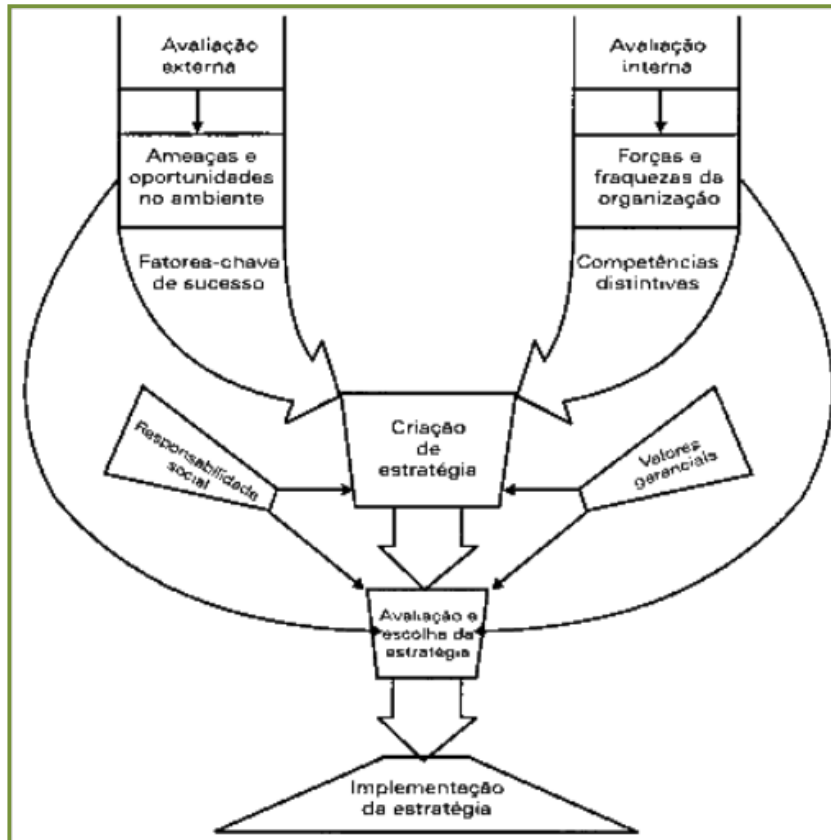 Avaliação
externa
Avaliação
interna
Ameaças e
oportunidades
no ambiente
Forças e
fraquezas da
organização
Fatores-chave
de sucesso
Competências
distintivas
Criação
de
estratégia
Responsabilidade
social
Valores
gerenciais
Avaliação e
escolha da
estratégia
Implementação
da estratégia